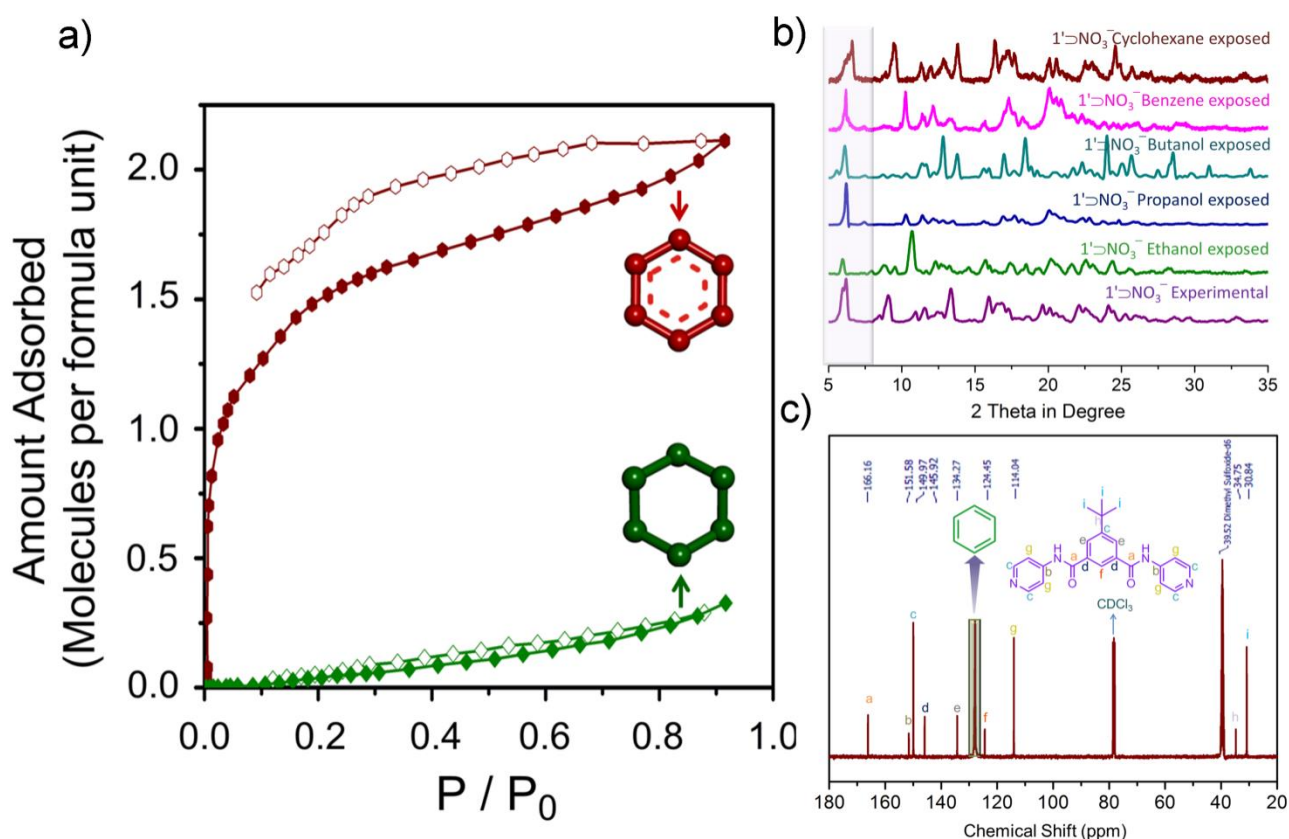 a)
Amount Adsorbed
(Molecules per formula unit)
2.0
1.5
1.0
0.5
0.0
0.0 0.2 0.4 0.6 0.8 1.0
P / P₀
b)
1'⊃NO₃⁻Cyclohexane exposed
1'⊃NO₃⁻ Benzene exposed
1'⊃NO₃⁻Butanol exposed
1'⊃NO₃⁻ Propanol exposed
1'⊃NO₃⁻ Ethanol exposed
1'⊃NO₃⁻ Experimental
5 10 15 20 25 30 35
2 Theta in Degree
c)
166.16
151.58
149.97
145.92
134.27
124.45
114.04
39.52 Dimethyl Sulfoxide-d6
34.75
30.84
i
i i
h
c
e e
g H H g
c b N a d d a N b c
N g O f O g N
c c
CDCl₃
a b c d e f g h i
180 160 140 120 100 80 60 40 20
Chemical Shift (ppm)